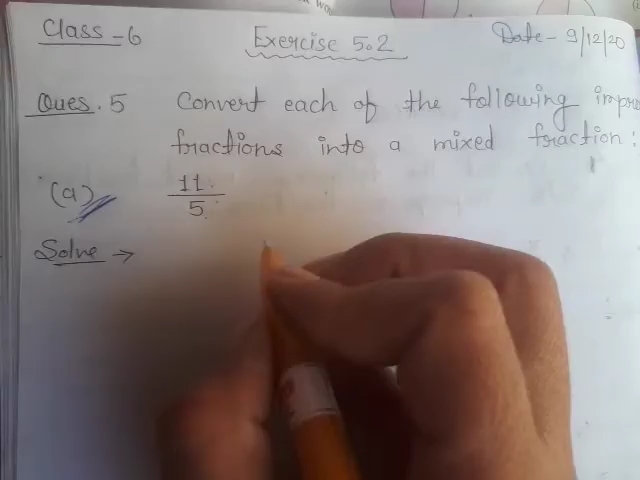 Class - 6
Exercise 5.2
Date - 9/12/20
Ques. 5 Convert each of the following impro
fractions into a mixed fraction.
(a) 11
5
Solve →